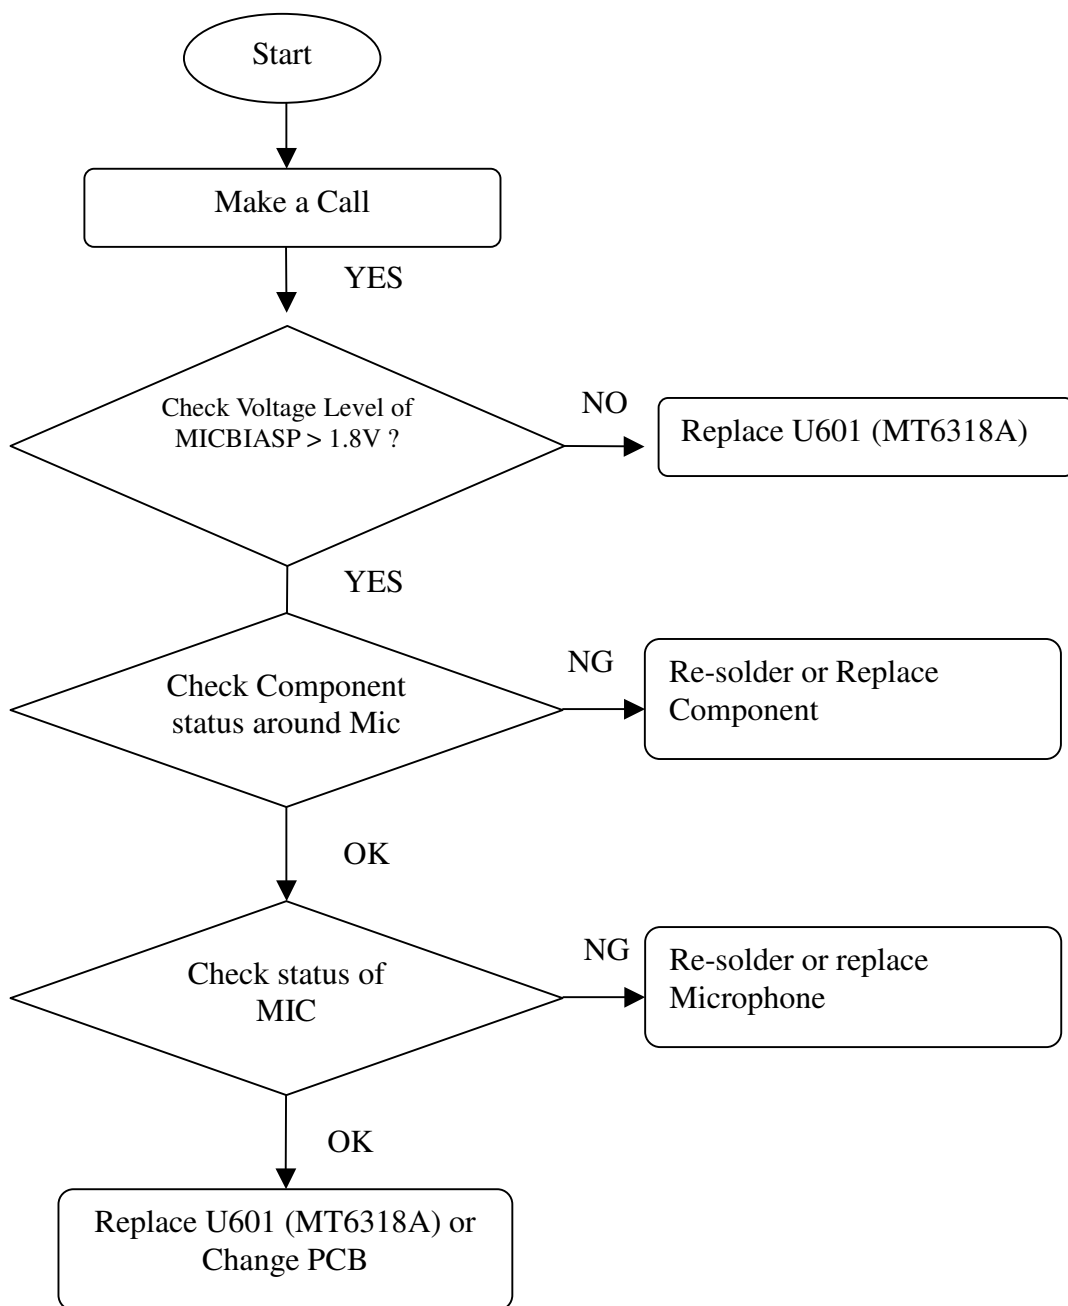 Start
Make a Call
YES
Check Voltage Level of
MICBIASP > 1.8V ?
NO
Replace U601 (MT6318A)
YES
Check Component
status around Mic
NG
Re-solder or Replace
Component
OK
Check status of
MIC
NG
Re-solder or replace
Microphone
OK
Replace U601 (MT6318A) or
Change PCB